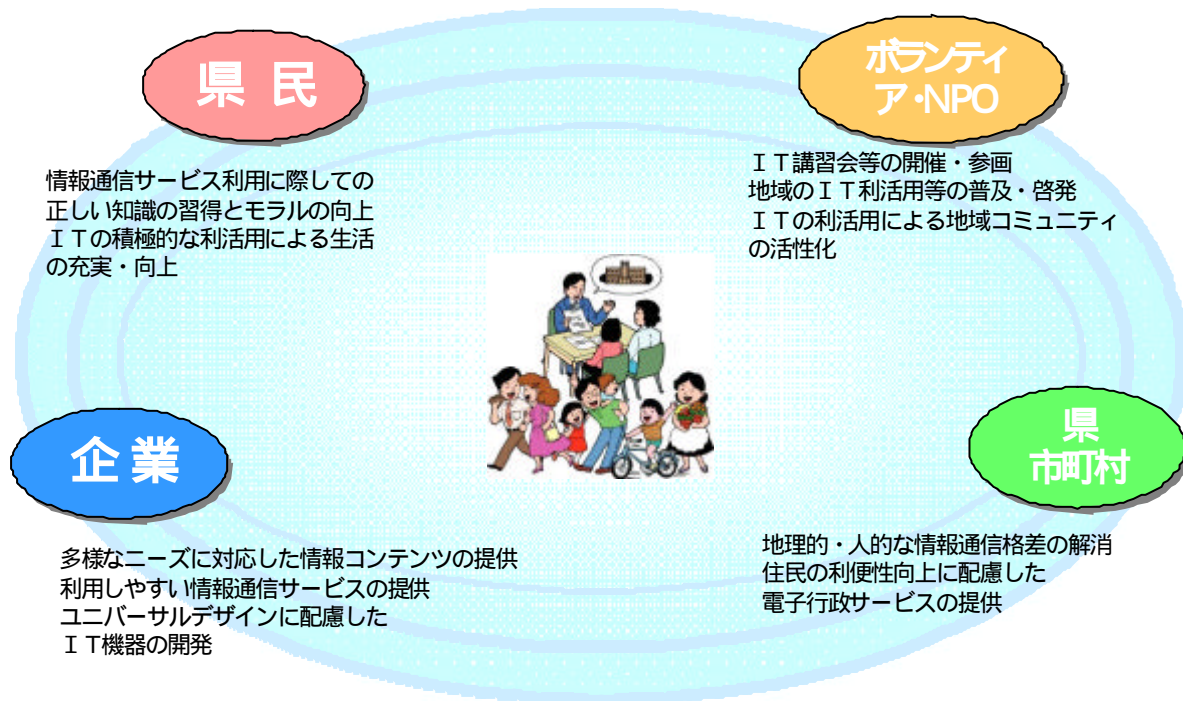 県 民
情報通信サービス利用に際しての
正しい知識の習得とモラルの向上
ＩＴの積極的な利活用による生活
の充実・向上
ボランティ
ア・NPO
ＩＴ講習会等の開催・参画
地域のＩＴ利活用等の普及・啓発
ＩＴの利活用による地域コミュニティ
の活性化
企 業
多様なニーズに対応した情報コンテンツの提供
利用しやすい情報通信サービスの提供
ユニバーサルデザインに配慮した
ＩＴ機器の開発
県
市町村
地理的・人的な情報通信格差の解消
住民の利便性向上に配慮した
電子行政サービスの提供